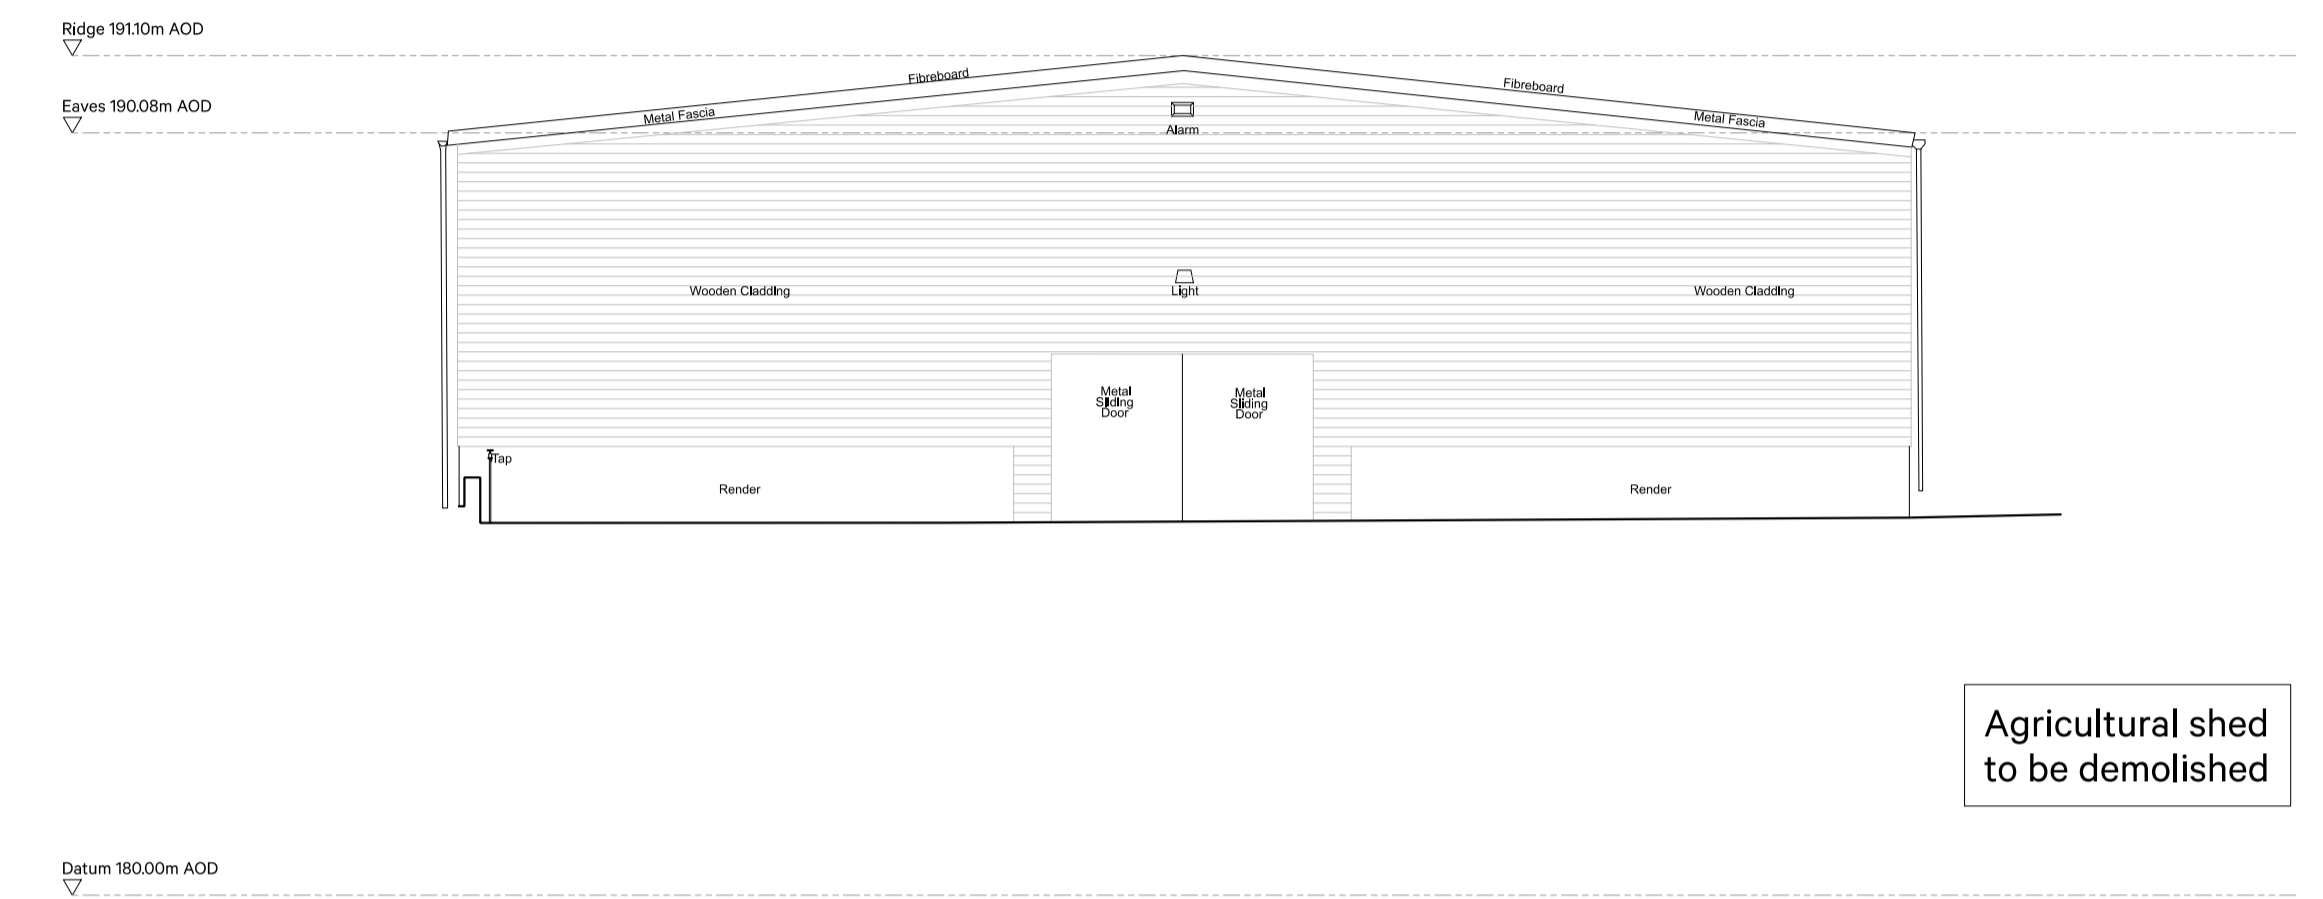 Ridge 191.10m AOD
Fibreboard
Fibreboard
Eaves 190.08m AOD
Metal Fascia
Metal Fascia
Alarm
Wooden Cladding
Light
Wooden Cladding
Metal
Sliding
Door
Metal
Sliding
Door
Tap
Render
Render
Agricultural shed
to be demolished
Datum 180.00m AOD